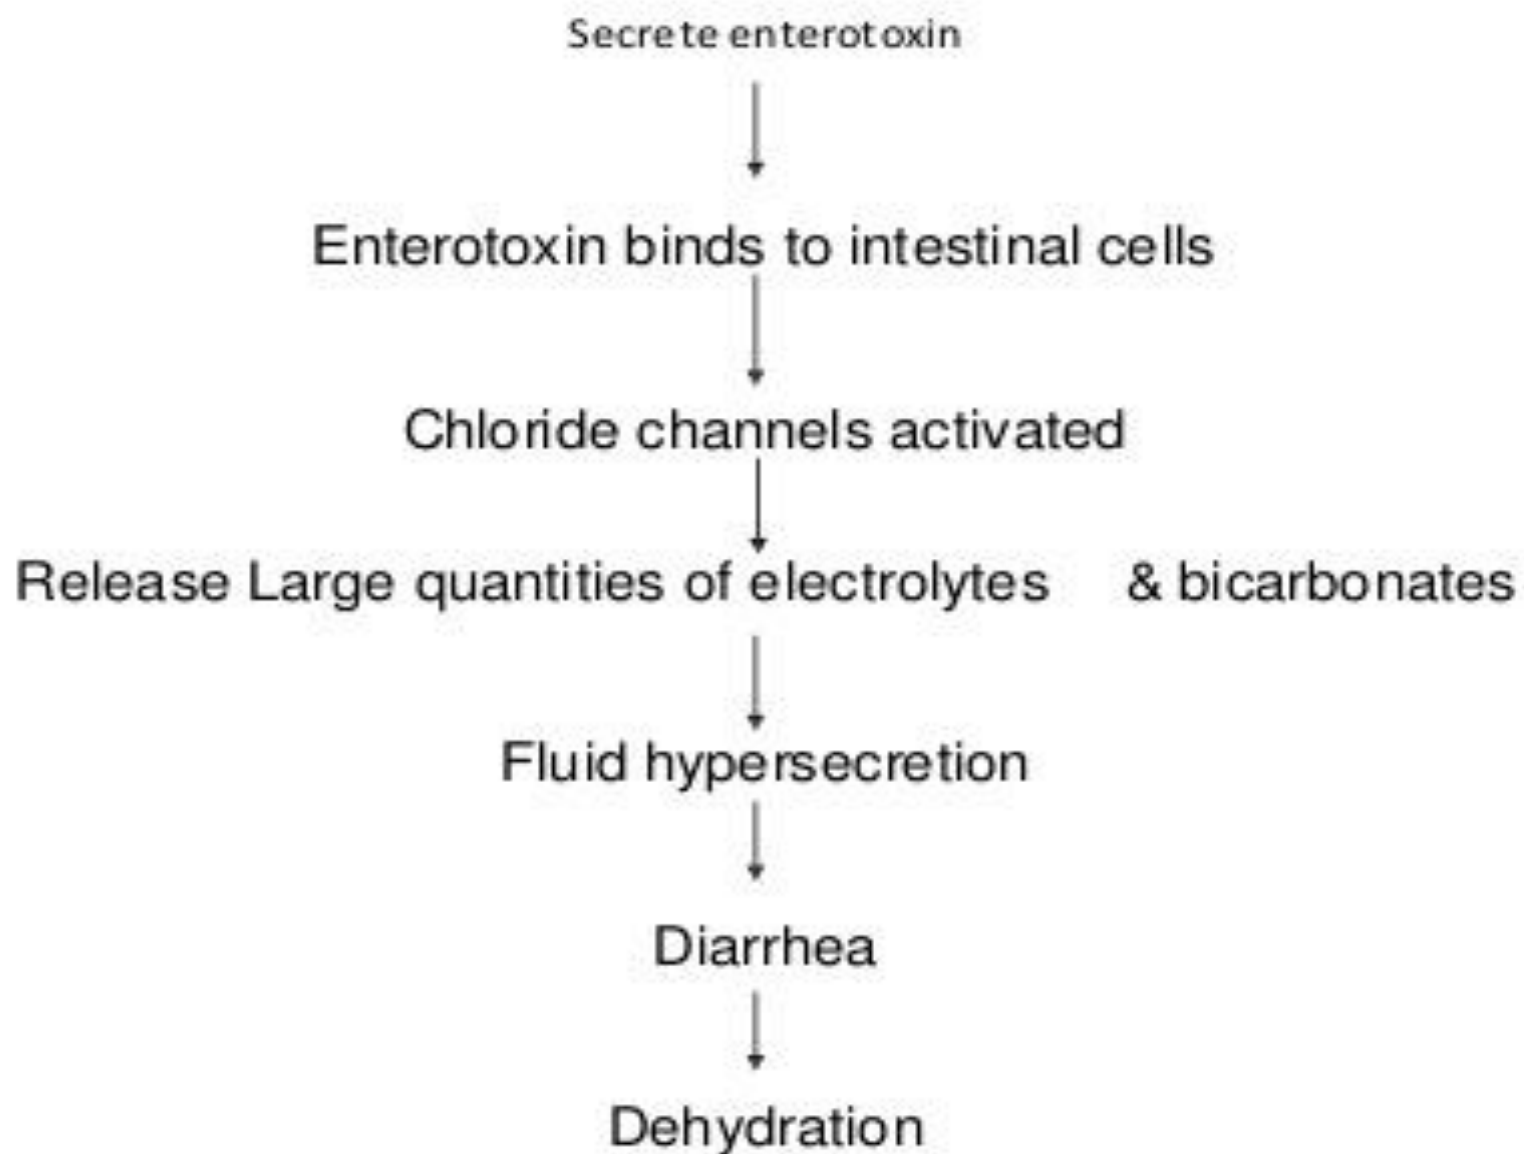 Secrete enterotoxin
Enterotoxin binds to intestinal cells
Chloride channels activated
Release Large quantities of electrolytes & bicarbonates
Fluid hypersecretion
Diarrhea
Dehydration